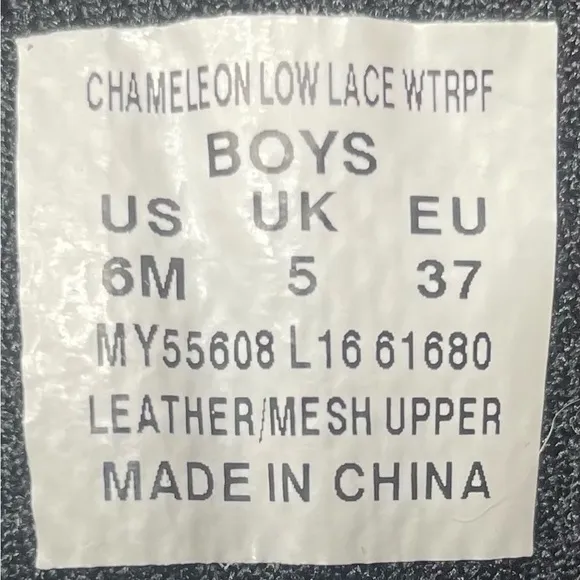 CHAMELEON LOW LACE WTRPF
BOYS
US UK EU
6M 5 37
MY55608 L16 61680
LEATHER/MESH UPPER
MADE IN CHINA